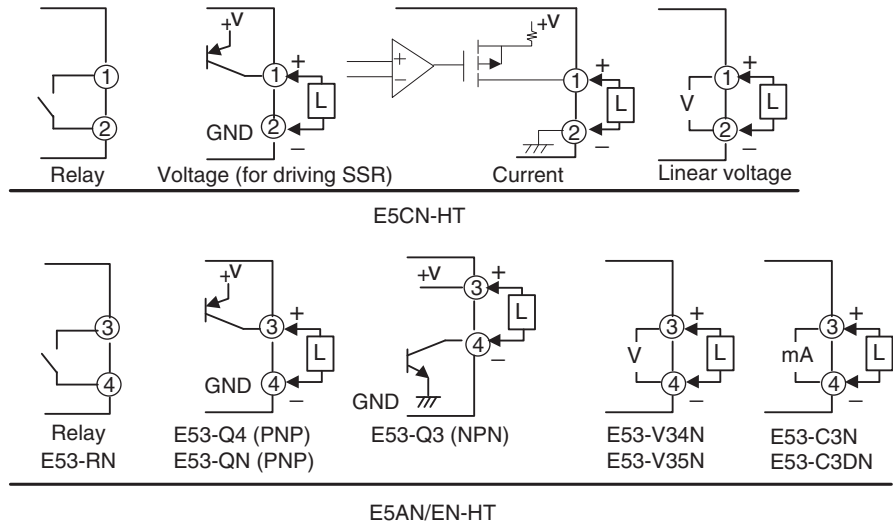 +V
1
2
+
L
−
GND
Relay
Voltage (for driving SSR)
+
−
+V
1
2
+
L
−
Current
V
1
2
+
L
−
Linear voltage
1
2
E5CN-HT
3
4
Relay
E53-RN
+V
3
4
+
L
−
GND
E53-Q4 (PNP)
E53-QN (PNP)
+V
3
4
+
L
−
GND
E53-Q3 (NPN)
V
3
4
+
L
−
E53-V34N
E53-V35N
mA
3
4
+
L
−
E53-C3N
E53-C3DN
E5AN/EN-HT